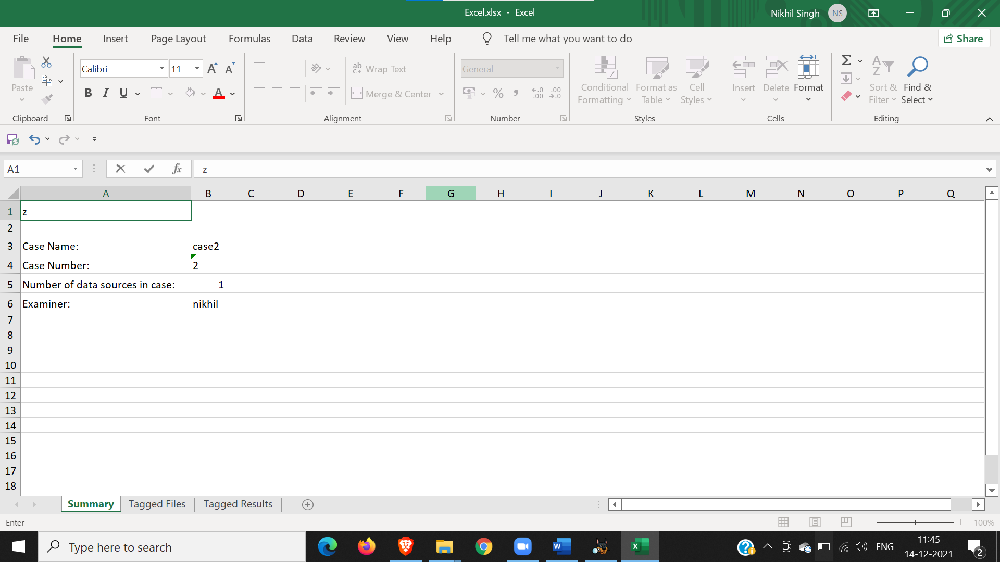 Excel.xlsx - Excel
Nikhil Singh NS
File Home Insert Page Layout Formulas Data Review View Help Tell me what you want to do Share
Paste
Clipboard
Calibri 11
A A
B I U A
Font
ab Wrap Text
Merge & Center
Alignment
General
% , .00 .00
Number
Conditional Formatting
Format as Table
Cell Styles
Styles
Insert Delete Format
Cells
Σ
Sort & Filter
Find & Select
Editing
A1 fx z
A B C D E F G H I J K L M N O P Q
1 z
2
3 Case Name: case2
4 Case Number: 2
5 Number of data sources in case: 1
6 Examiner: nikhil
7
8
9
10
11
12
13
14
15
16
17
18
Summary Tagged Files Tagged Results
Enter 100%
Type here to search
ENG
11:45
14-12-2021
2